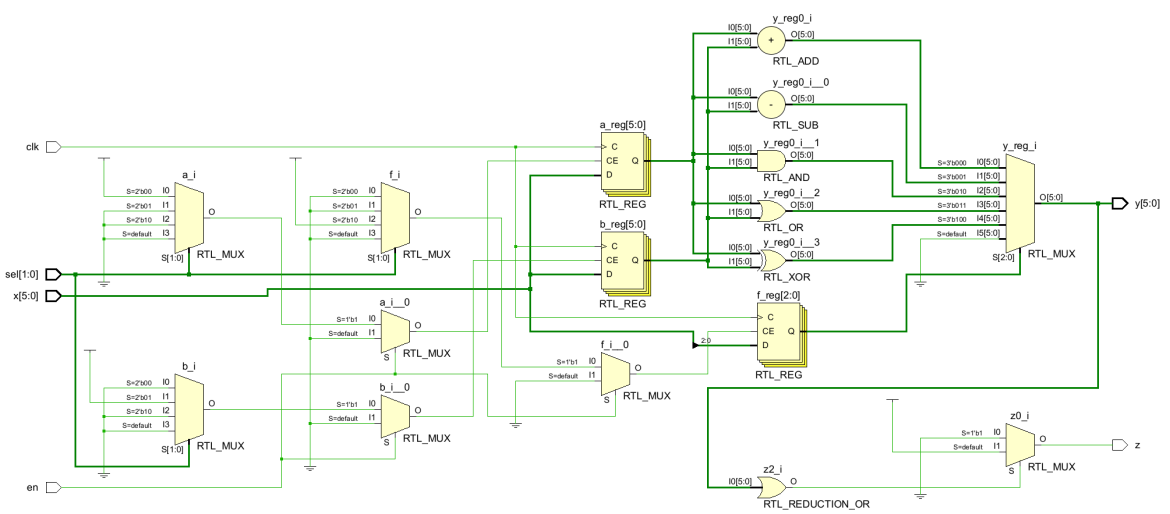 y_reg0_i
I0[5:0]
I1[5:0]
+
O[5:0]
RTL_ADD
y_reg0_i__0
I0[5:0]
I1[5:0]
-
O[5:0]
RTL_SUB
y_reg0_i__1
I0[5:0]
I1[5:0]
O[5:0]
RTL_AND
y_reg0_i__2
I0[5:0]
I1[5:0]
O[5:0]
RTL_OR
y_reg0_i__3
I0[5:0]
I1[5:0]
O[5:0]
RTL_XOR
y_reg_i
S=3'b000 I0[5:0]
S=3'b001 I1[5:0]
S=3'b010 I2[5:0]
S=3'b011 I3[5:0]
S=3'b100 I4[5:0]
S=default I5[5:0]
O[5:0]
S[2:0]
RTL_MUX
y[5:0]
clk
a_reg[5:0]
C
CE
D
Q
RTL_REG
b_reg[5:0]
C
CE
D
Q
RTL_REG
f_reg[2:0]
C
CE
D
Q
2:0
RTL_REG
a_i
S=2'b00 I0
S=2'b01 I1
S=2'b10 I2
S=default I3
O
S[1:0]
RTL_MUX
f_i
S=2'b00 I0
S=2'b01 I1
S=2'b10 I2
S=default I3
O
S[1:0]
RTL_MUX
sel[1:0]
x[5:0]
a_i__0
S=1'b1 I0
S=default I1
O
S
RTL_MUX
f_i__0
S=1'b1 I0
S=default I1
O
S
RTL_MUX
b_i
S=2'b00 I0
S=2'b01 I1
S=2'b10 I2
S=default I3
O
S[1:0]
RTL_MUX
b_i__0
S=1'b1 I0
S=default I1
O
S
RTL_MUX
en
z2_i
I0[5:0]
O
RTL_REDUCTION_OR
z0_i
S=1'b1 I0
S=default I1
O
S
RTL_MUX
z